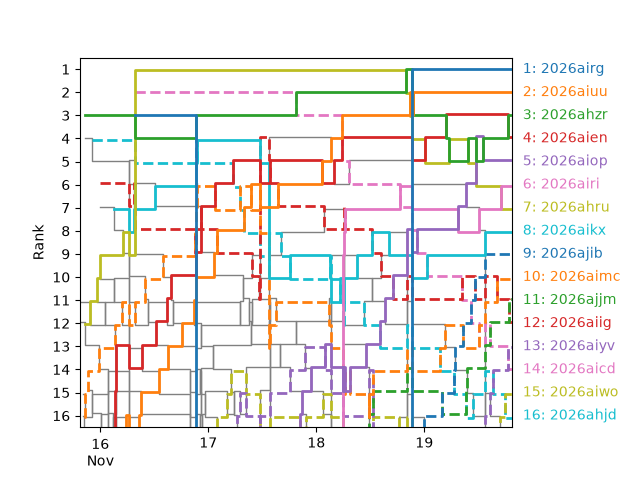 Rank
1
2
3
4
5
6
7
8
9
10
11
12
13
14
15
16
16
17
18
19
Nov
1: 2026airg
2: 2026aiuu
3: 2026ahzr
4: 2026aien
5: 2026aiop
6: 2026airi
7: 2026ahru
8: 2026aikx
9: 2026ajib
10: 2026aimc
11: 2026ajjm
12: 2026aiig
13: 2026aiyv
14: 2026aicd
15: 2026aiwo
16: 2026ahjd